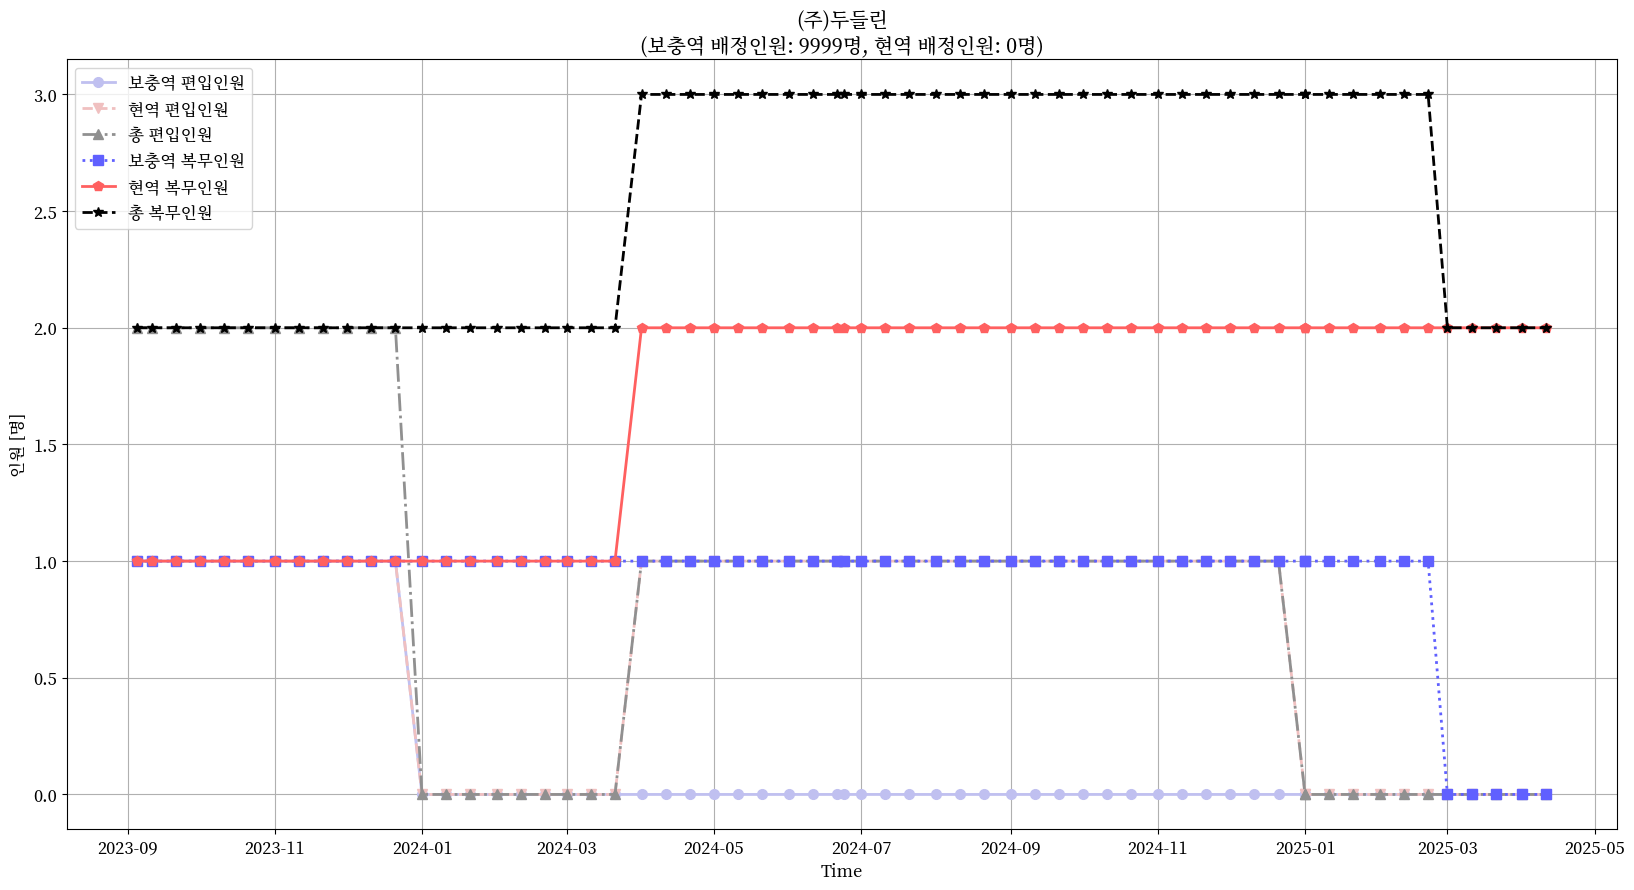 (주)두들린
(보충역 배정인원: 9999명, 현역 배정인원: 0명)
보충역 편입인원
현역 편입인원
총 편입인원
보충역 복무인원
현역 복무인원
총 복무인원
3.0
2.5
2.0
1.5
1.0
0.5
0.0
인원 [명]
2023-09 2023-11 2024-01 2024-03 2024-05 2024-07 2024-09 2024-11 2025-01 2025-03 2025-05
Time